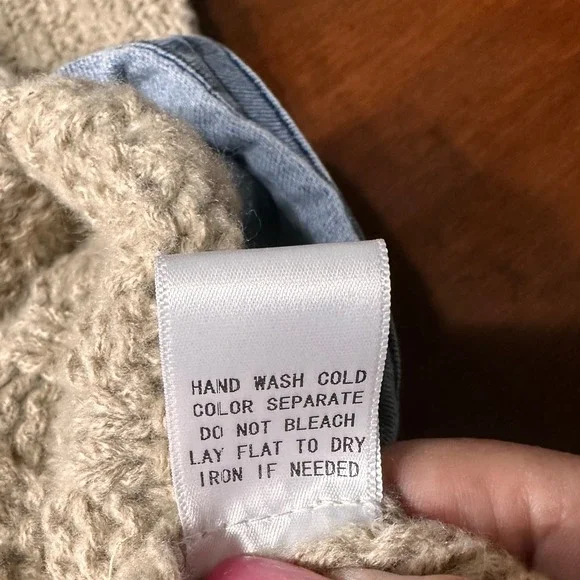 HAND WASH COLD
COLOR SEPARATE
DO NOT BLEACH
LAY FLAT TO DRY
IRON IF NEEDED